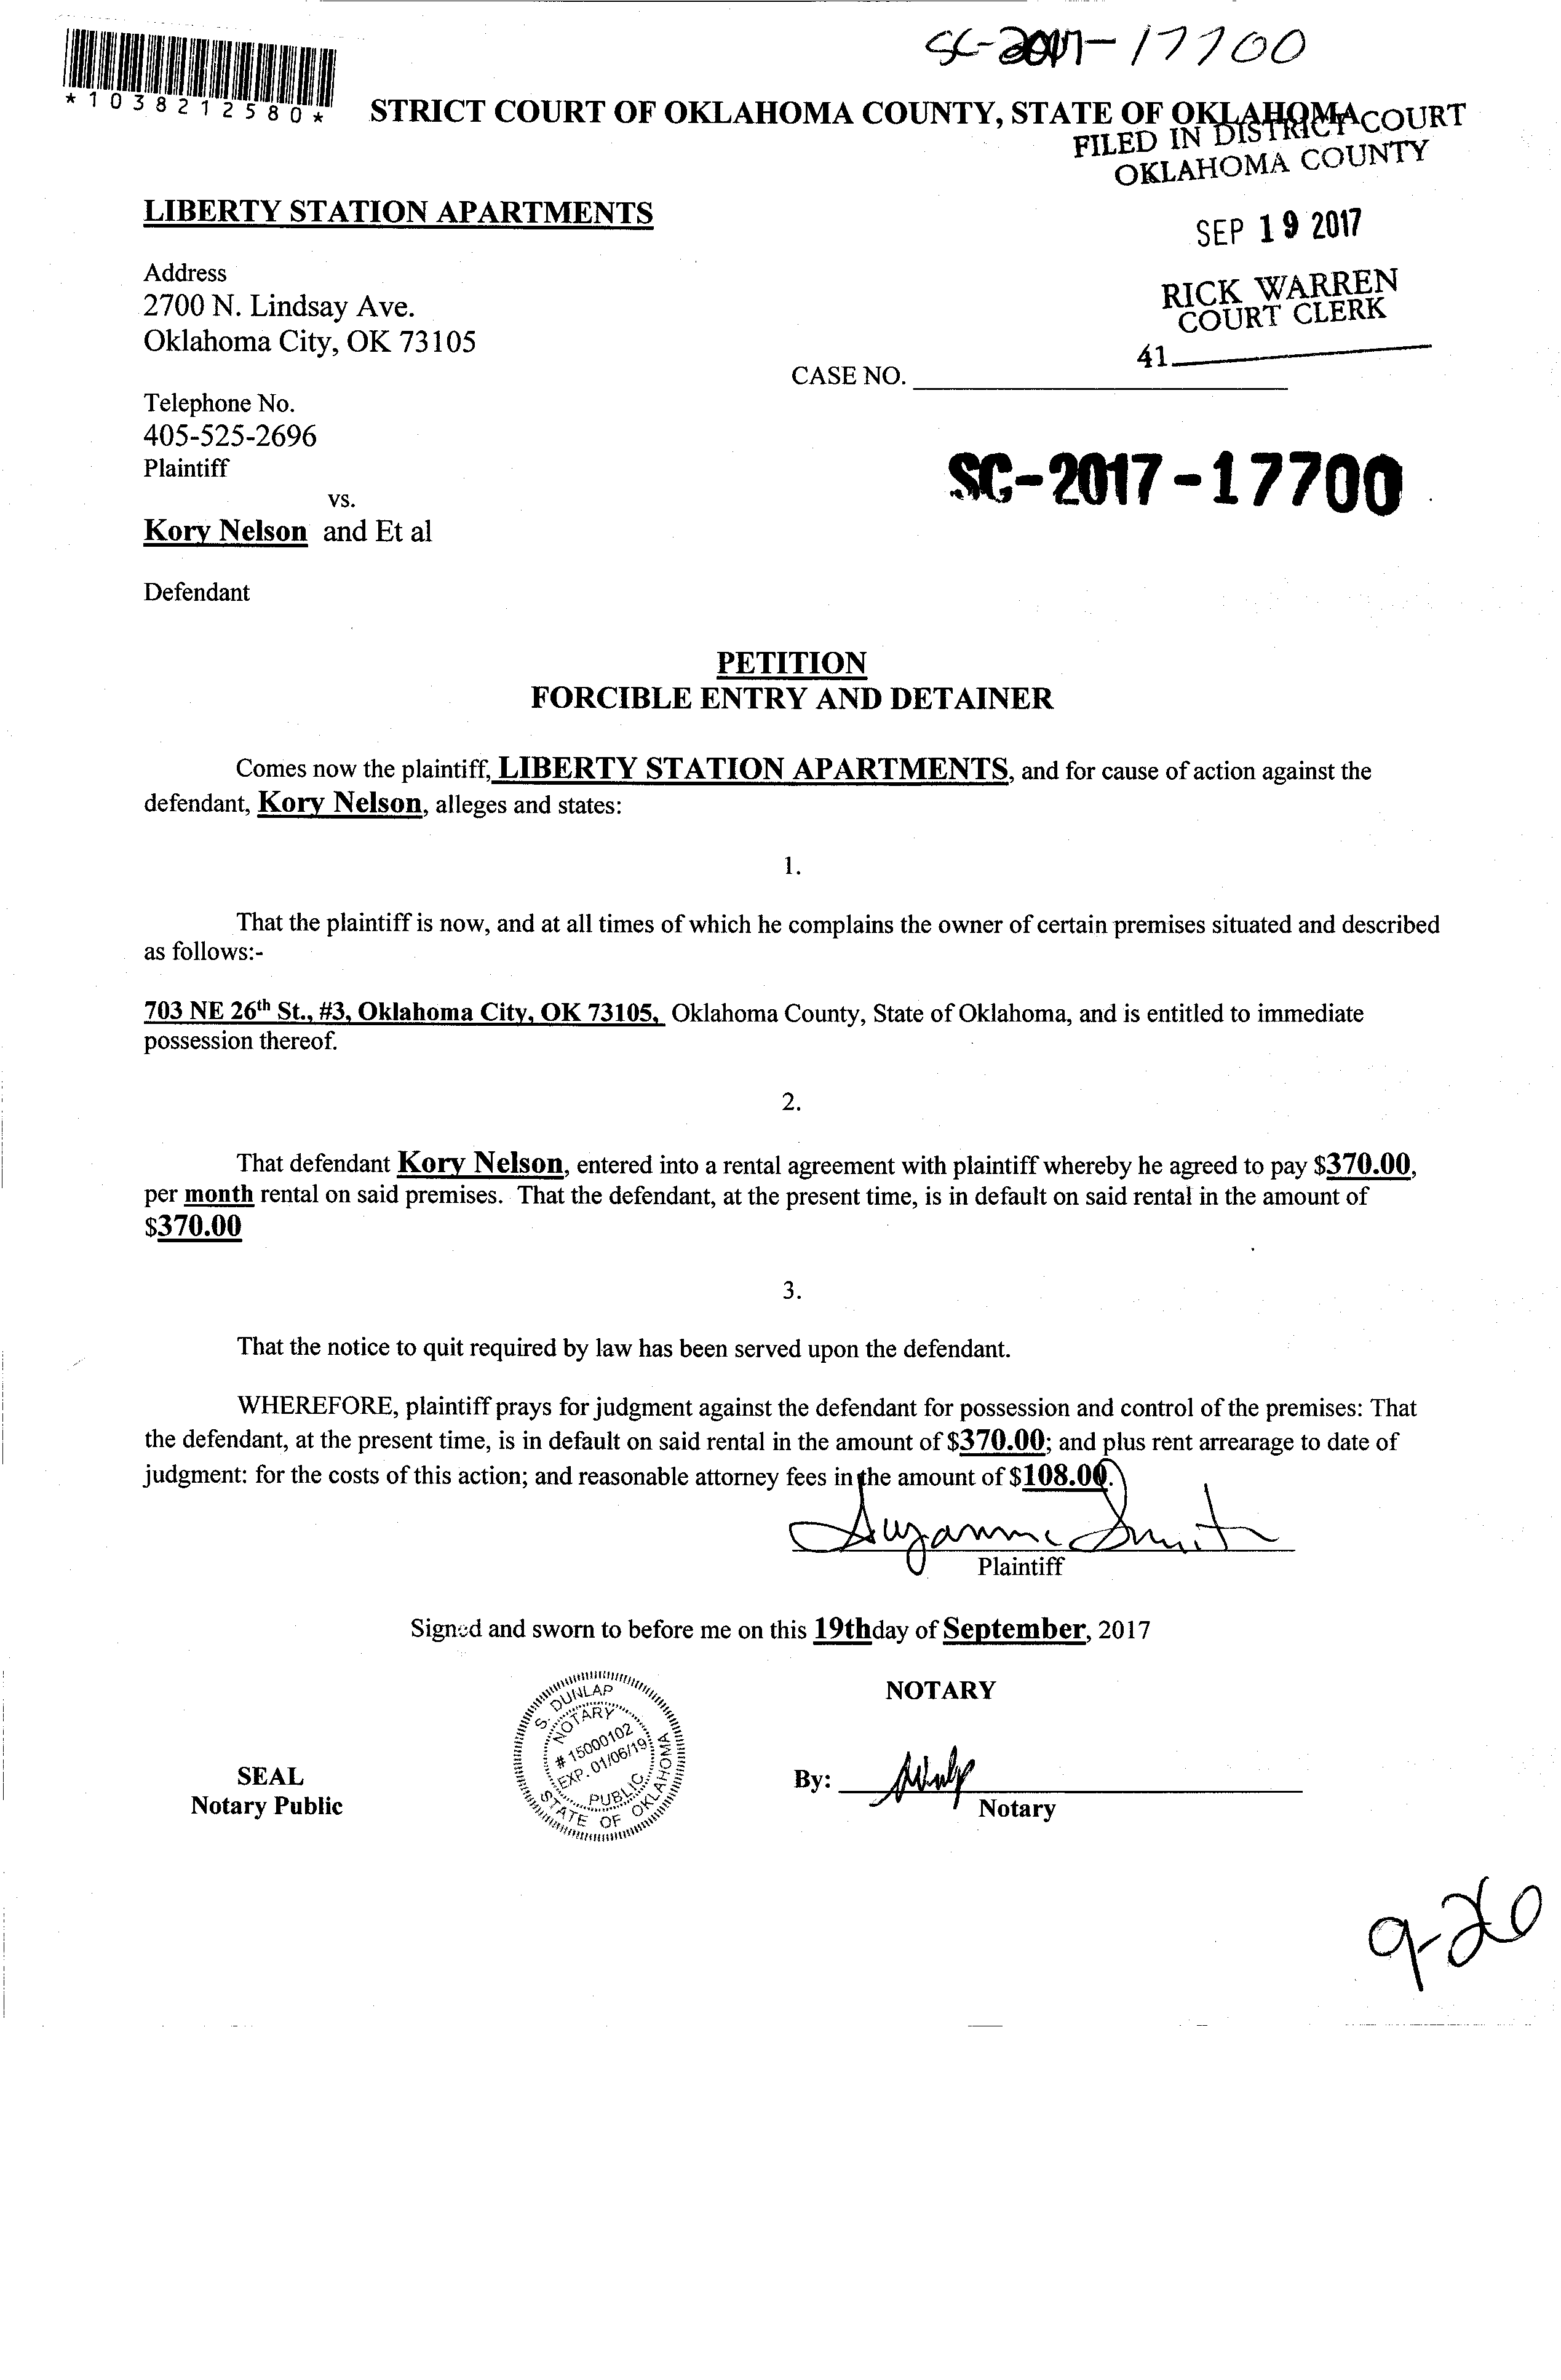 SC-2017-17700
*1038212580*
STRICT COURT OF OKLAHOMA COUNTY, STATE OF OKLAHOMA
FILED IN DISTRICT COURT
OKLAHOMA COUNTY
LIBERTY STATION APARTMENTS
SEP 19 2017
Address
2700 N. Lindsay Ave.
Oklahoma City, OK 73105
RICK WARREN
COURT CLERK
41
CASE NO.
Telephone No.
405-525-2696
Plaintiff
SC-2017-17700
vs.
Kory Nelson and Et al
Defendant
PETITION
FORCIBLE ENTRY AND DETAINER
Comes now the plaintiff, LIBERTY STATION APARTMENTS, and for cause of action against the
defendant, Kory Nelson, alleges and states:
1.
That the plaintiff is now, and at all times of which he complains the owner of certain premises situated and described
as follows:-
703 NE 26th St., #3, Oklahoma City, OK 73105, Oklahoma County, State of Oklahoma, and is entitled to immediate
possession thereof.
2.
That defendant Kory Nelson, entered into a rental agreement with plaintiff whereby he agreed to pay $370.00,
per month rental on said premises. That the defendant, at the present time, is in default on said rental in the amount of
$370.00
3.
That the notice to quit required by law has been served upon the defendant.
WHEREFORE, plaintiff prays for judgment against the defendant for possession and control of the premises: That
the defendant, at the present time, is in default on said rental in the amount of $370.00; and plus rent arrearage to date of
judgment: for the costs of this action; and reasonable attorney fees in the amount of $108.00.
Suzanne Smith
Plaintiff
Signed and sworn to before me on this 19thday of September, 2017
NOTARY
S. DUNLAP
NOTARY
# 15000102
EXP. 01/06/19
PUBLIC
STATE OF OKLAHOMA
SEAL
Notary Public
By:
Notary
9-26